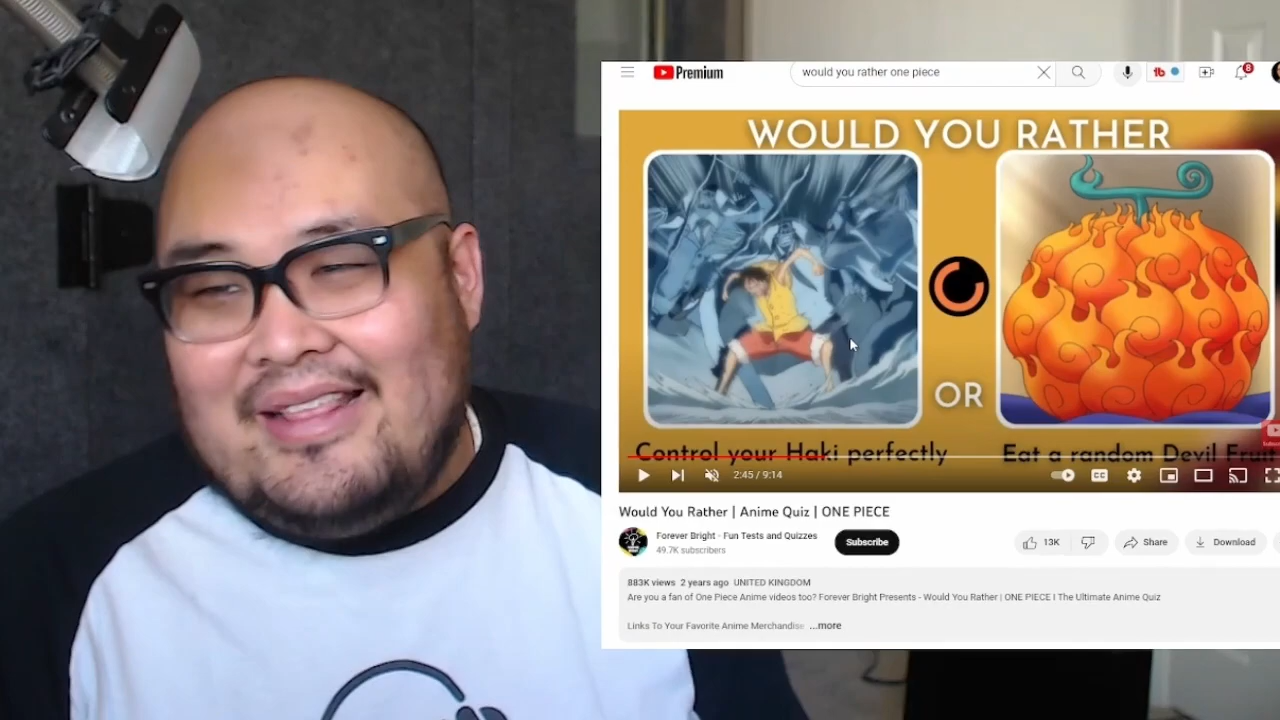 Premium
would you rather one piece
8
WOULD YOU RATHER
OR
Control your Haki perfectly
Eat a random Devil Fruit
2:45 / 9:14
CC
Would You Rather | Anime Quiz | ONE PIECE
Forever Bright - Fun Tests and Quizzes
49.7K subscribers
Subscribe
13K
Share
Download
883K views 2 years ago UNITED KINGDOM
Are you a fan of One Piece Anime videos too? Forever Bright Presents - Would You Rather | ONE PIECE I The Ultimate Anime Quiz
Links To Your Favorite Anime Merchandise ...more